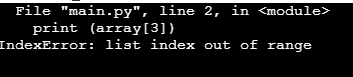 File "main.py", line 2, in <module>
print (array[3])
IndexError: list index out of range